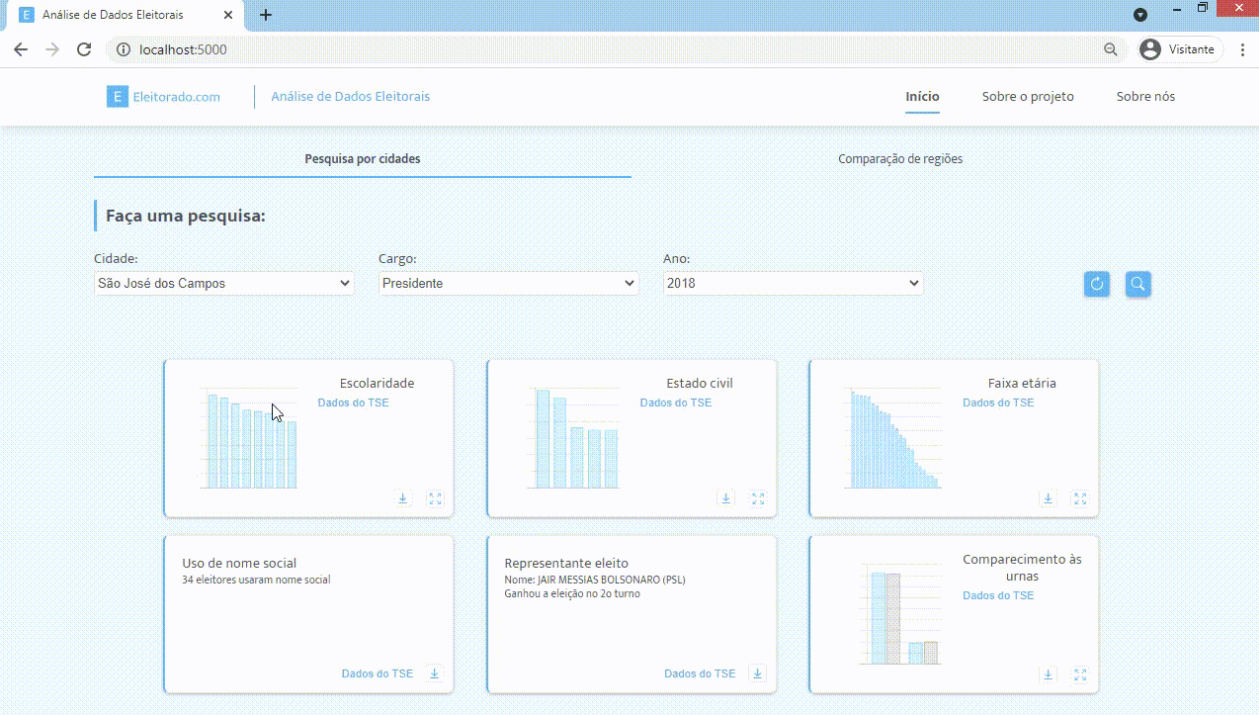 E Análise de Dados Eleitorais
localhost:5000
Visitante
E Eleitorado.com
Análise de Dados Eleitorais
Início
Sobre o projeto
Sobre nós
Pesquisa por cidades
Comparação de regiões
Faça uma pesquisa:
Cidade:
Cargo:
Ano:
São José dos Campos
Presidente
2018
Escolaridade
Dados do TSE
Estado civil
Dados do TSE
Faixa etária
Dados do TSE
Uso de nome social
34 eleitores usaram nome social
Dados do TSE
Representante eleito
Nome: JAIR MESSIAS BOLSONARO (PSL)
Ganhou a eleição no 2o turno
Dados do TSE
Comparecimento às
urnas
Dados do TSE